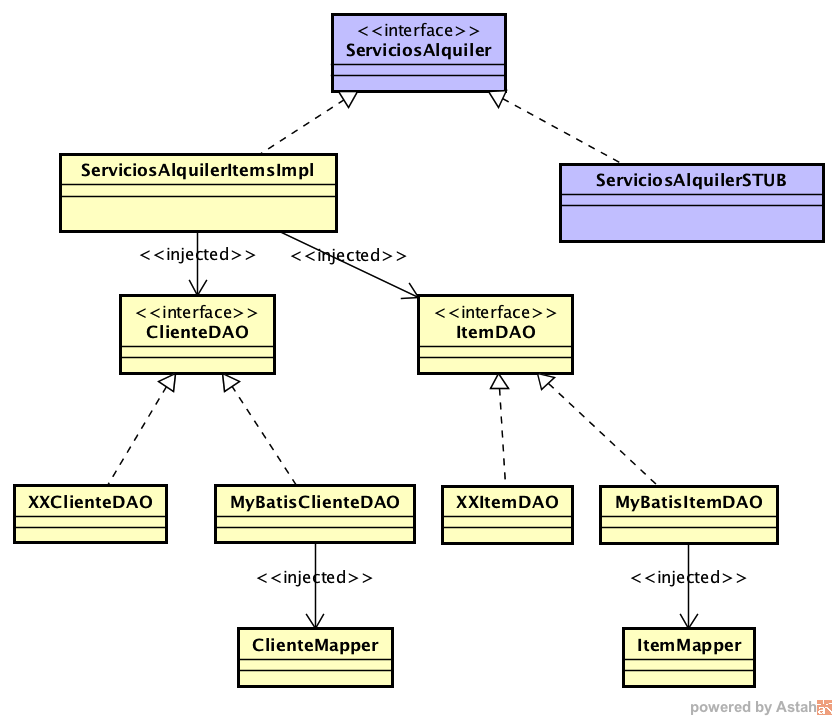 <<interface>>
ServiciosAlquiler
ServiciosAlquilerItemsImpl
ServiciosAlquilerSTUB
<<injected>>
<<injected>>
<<interface>>
ClienteDAO
<<interface>>
ItemDAO
XXClienteDAO
MyBatisClienteDAO
XXItemDAO
MyBatisItemDAO
<<injected>>
<<injected>>
ClienteMapper
ItemMapper
powered by Astah